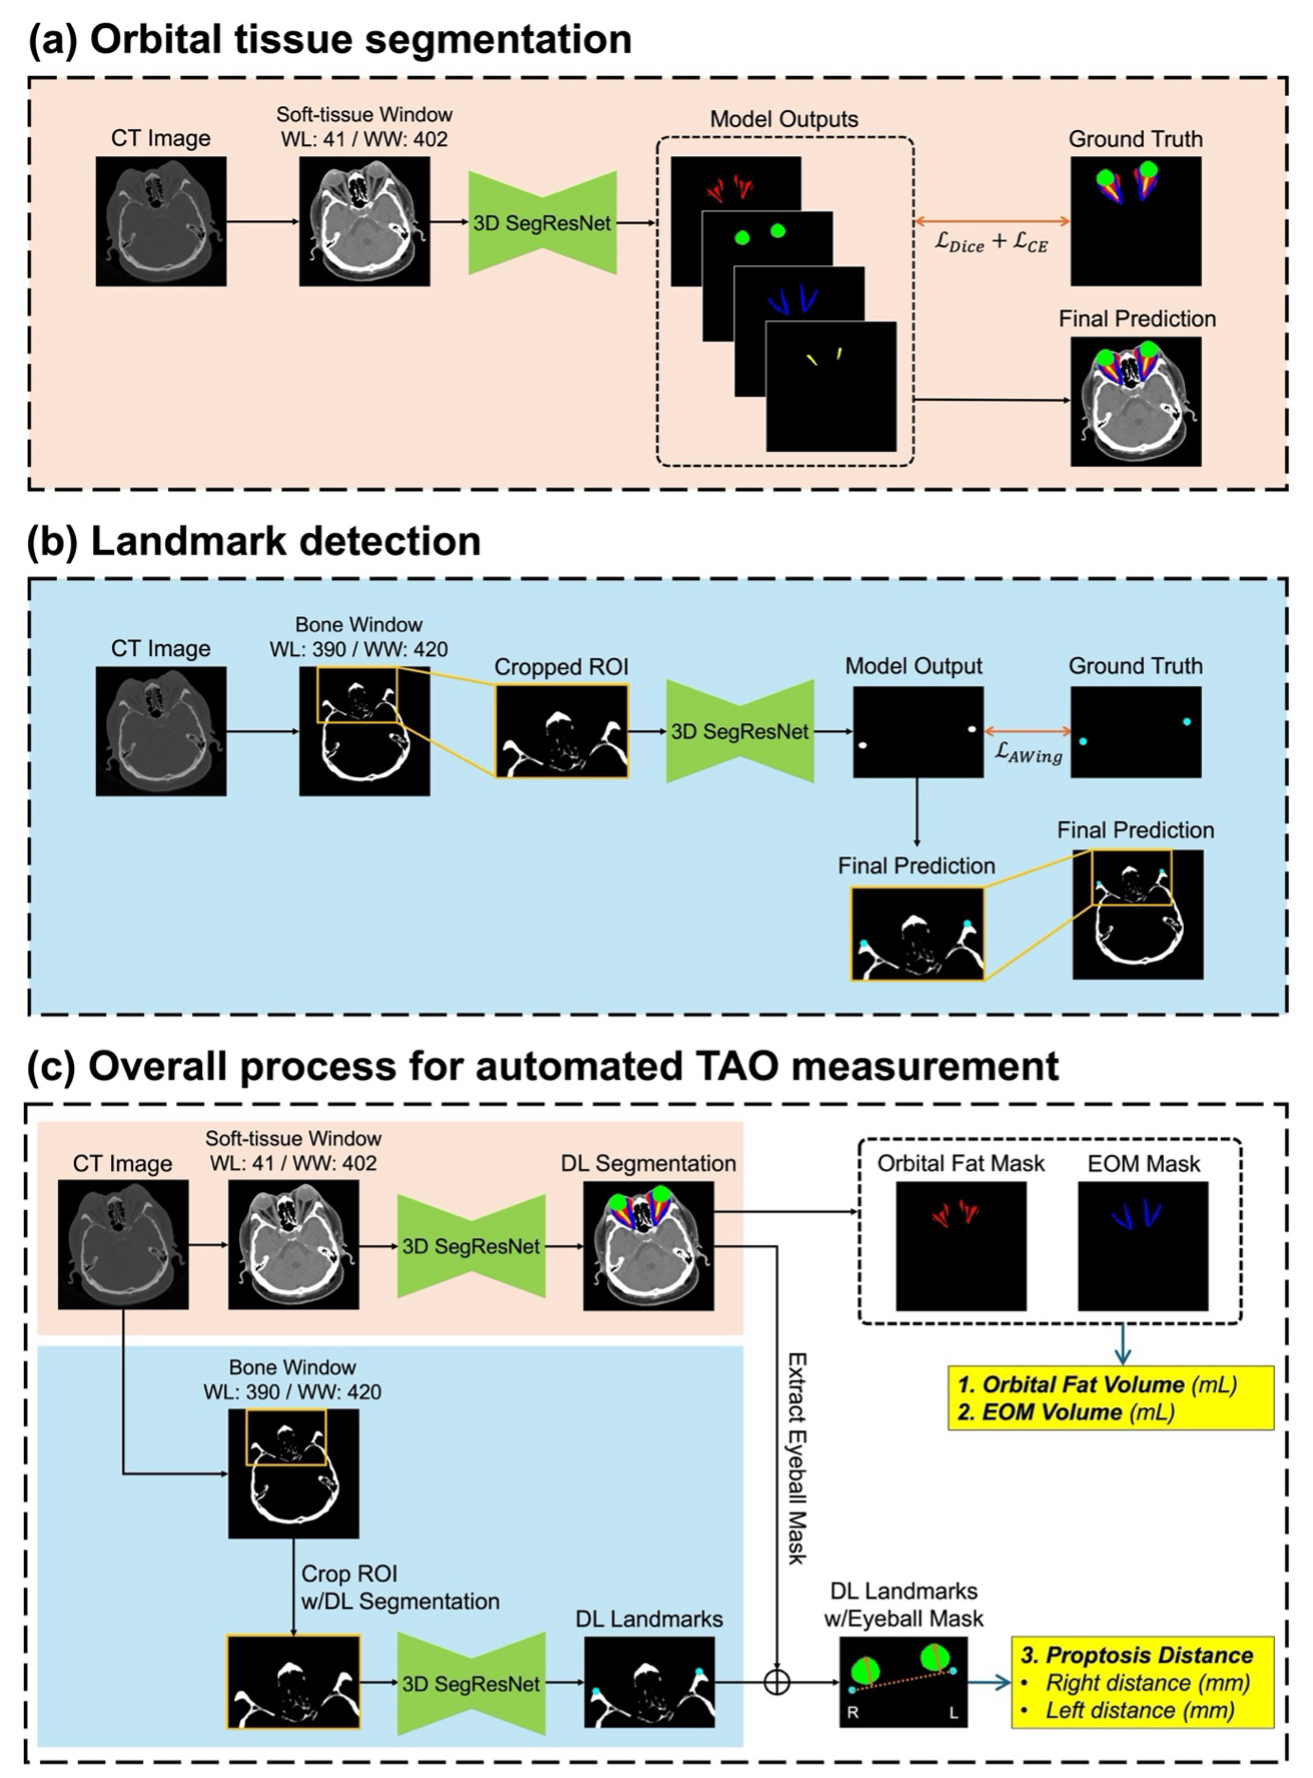 (a) Orbital tissue segmentation
CT Image
Soft-tissue Window
WL: 41 / WW: 402
3D SegResNet
Model Outputs
ℒDice + ℒCE
Ground Truth
Final Prediction
(b) Landmark detection
CT Image
Bone Window
WL: 390 / WW: 420
Cropped ROI
3D SegResNet
Model Output
ℒAWing
Ground Truth
Final Prediction
Final Prediction
(c) Overall process for automated TAO measurement
CT Image
Soft-tissue Window
WL: 41 / WW: 402
3D SegResNet
DL Segmentation
Orbital Fat Mask
EOM Mask
1. Orbital Fat Volume (mL)
2. EOM Volume (mL)
Extract Eyeball Mask
Bone Window
WL: 390 / WW: 420
Crop ROI
w/DL Segmentation
3D SegResNet
DL Landmarks
DL Landmarks
w/Eyeball Mask
R
L
3. Proptosis Distance
• Right distance (mm)
• Left distance (mm)